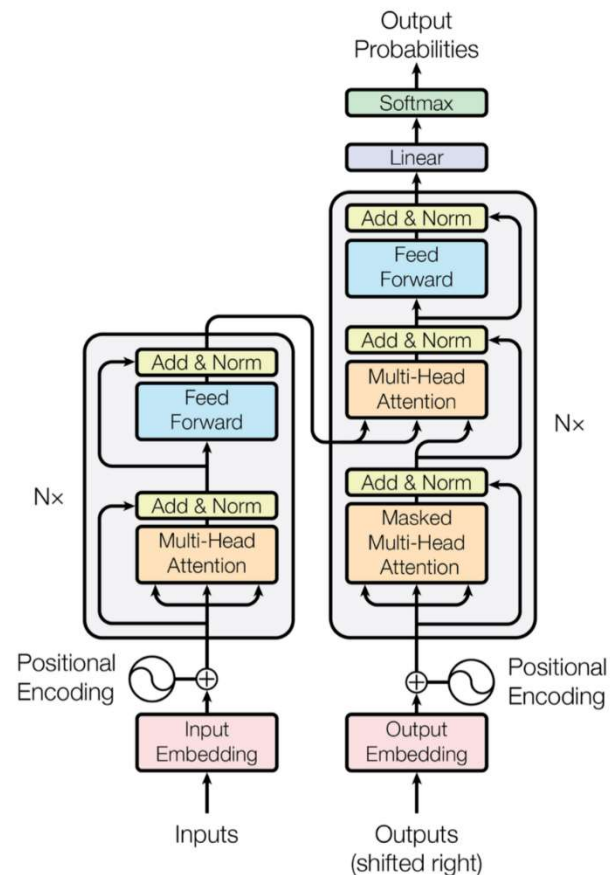 Output
Probabilities
Softmax
Linear
Add & Norm
Feed
Forward
Add & Norm
Multi-Head
Attention
Add & Norm
Masked
Multi-Head
Attention
N×
Add & Norm
Feed
Forward
N×
Add & Norm
Multi-Head
Attention
Positional
Encoding
Positional
Encoding
Input
Embedding
Output
Embedding
Inputs
Outputs
(shifted right)